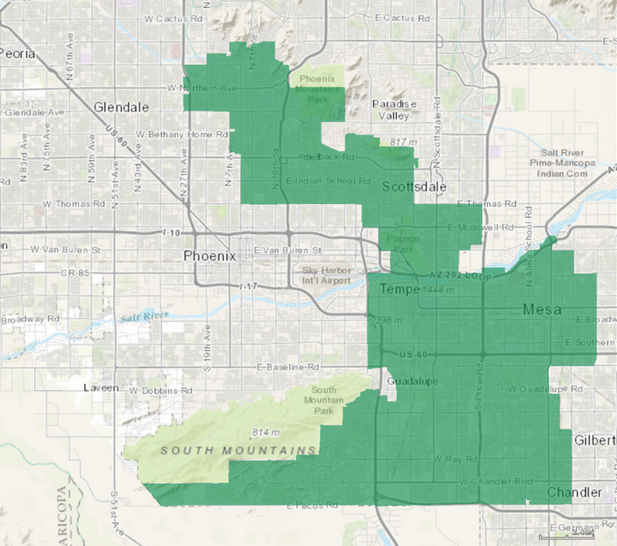 W Cactus Rd
E Cactus Rd
Peoria
N 67th Ave
N 7th St
W Northern Ave
Phoenix
Mountains
Park
Glendale
W Glendale Ave
US-60
Paradise
Valley
W Bethany Home Rd
817 m
N Scottsdale Rd
N 83rd Ave
N 75th Ave
N 59th Ave
N 51st Ave
N 43rd Ave
N 27th Ave
N 7th Ave
N 16th St
Camelback Rd
Salt River
Pima-Maricopa
Indian Com
Rd
E Indian School Rd
Scottsdale
W Thomas Rd
E Thomas Rd
E McDowell-Rd
N Alma School Rd
I-10
Papago
Park
W Van Buren St
E Van Buren St
Phoenix
CR-85
Sky Harbor
Int'l Airport
AZ-202 LOOP
I-17
Tempe
444 m
Mesa
398 m
Broadway Rd
Salt River
E Broadw
S 19th Ave
E Southern
US-60
E-Baseline-Rd
Guadalupe
Laveen
W Dobbins Rd
South
Mountain
Park
W Guadalupe Rd
S Price Rd
814 m
SOUTH MOUNTAINS
Gilbert
W Ray Rd
W Chandler-Blvd
S 51st Ave
Chandler
E Pecos Rd
ARICOPA
E Germann Rd